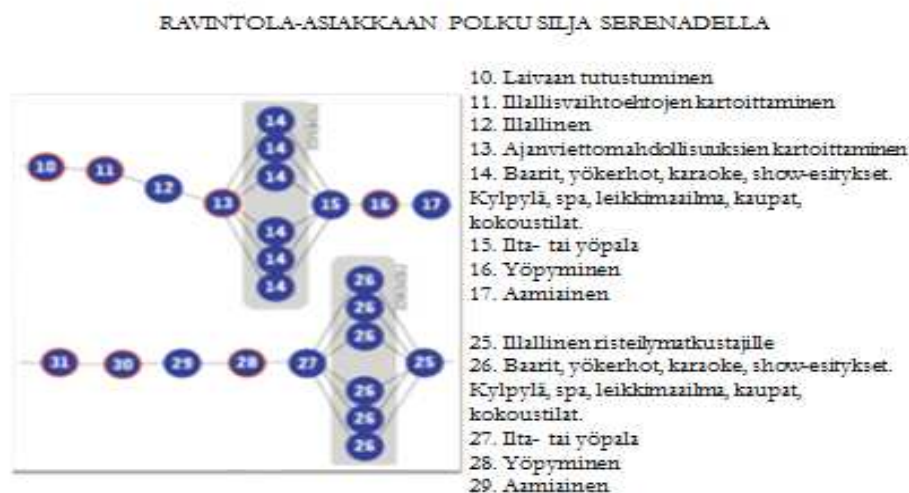 RAVINTOLA-ASIAKKAAN POLKU SILJA SERENADELLA
10. Laivaan tutustuminen
11. Illallisvaihtoehtojen kartoittaminen
12. Illallinen
13. Ajanviettomahdollisuuksien kartoittaminen
14. Baarit, yökerhot, karaoke, show-esitykset.
Kylpylä, spa, leikkimaailma, kaupat,
kokoustilat.
15. Ilta- tai yöpala
16. Yöpyminen
17. Aamiainen
25. Illallinen risteilymatkustajille
26. Baarit, yökerhot, karaoke, show-esitykset.
Kylpylä, spa, leikkimaailma, kaupat,
kokoustilat.
27. Ilta- tai yöpala
28. Yöpyminen
29. Aamiainen
14
14
14
10 11 12 13 15 16 17
14
14
14
26
26
26
31 30 29 28 27 25
26
26
26